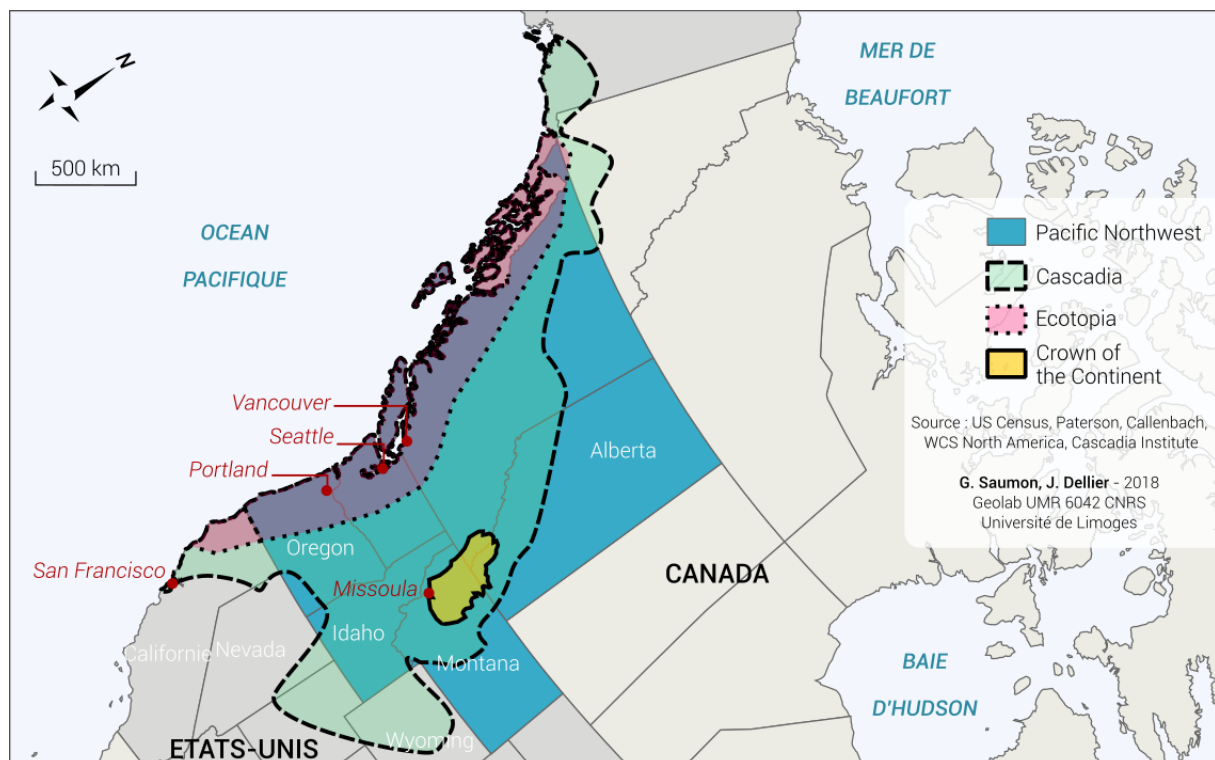 N
500 km
MER DE
BEAUFORT
OCEAN
PACIFIQUE
Pacific Northwest
Cascadia
Ecotopia
Crown of
the Continent
Source : US Census, Paterson, Callenbach,
WCS North America, Cascadia Institute
G. Saumon, J. Dellier - 2018
Geolab UMR 6042 CNRS
Université de Limoges
Vancouver
Seattle
Portland
Alberta
Oregon
San Francisco
Missoula
CANADA
Idaho
Californie
Nevada
Montana
BAIE
D'HUDSON
Wyoming
ETATS-UNIS